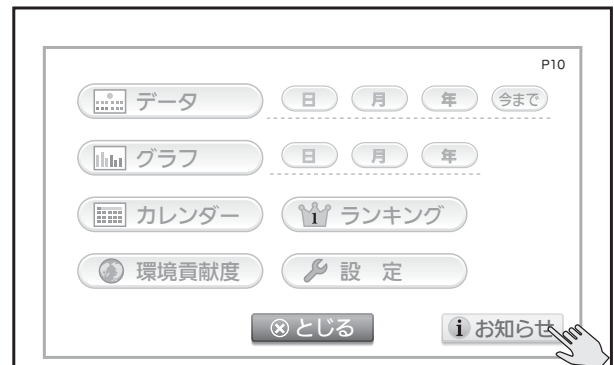 P10
データ 日 月 年 今まで
グラフ 日 月 年
カレンダー 1 ランキング
環境貢献度 設 定
とじる i お知らせ